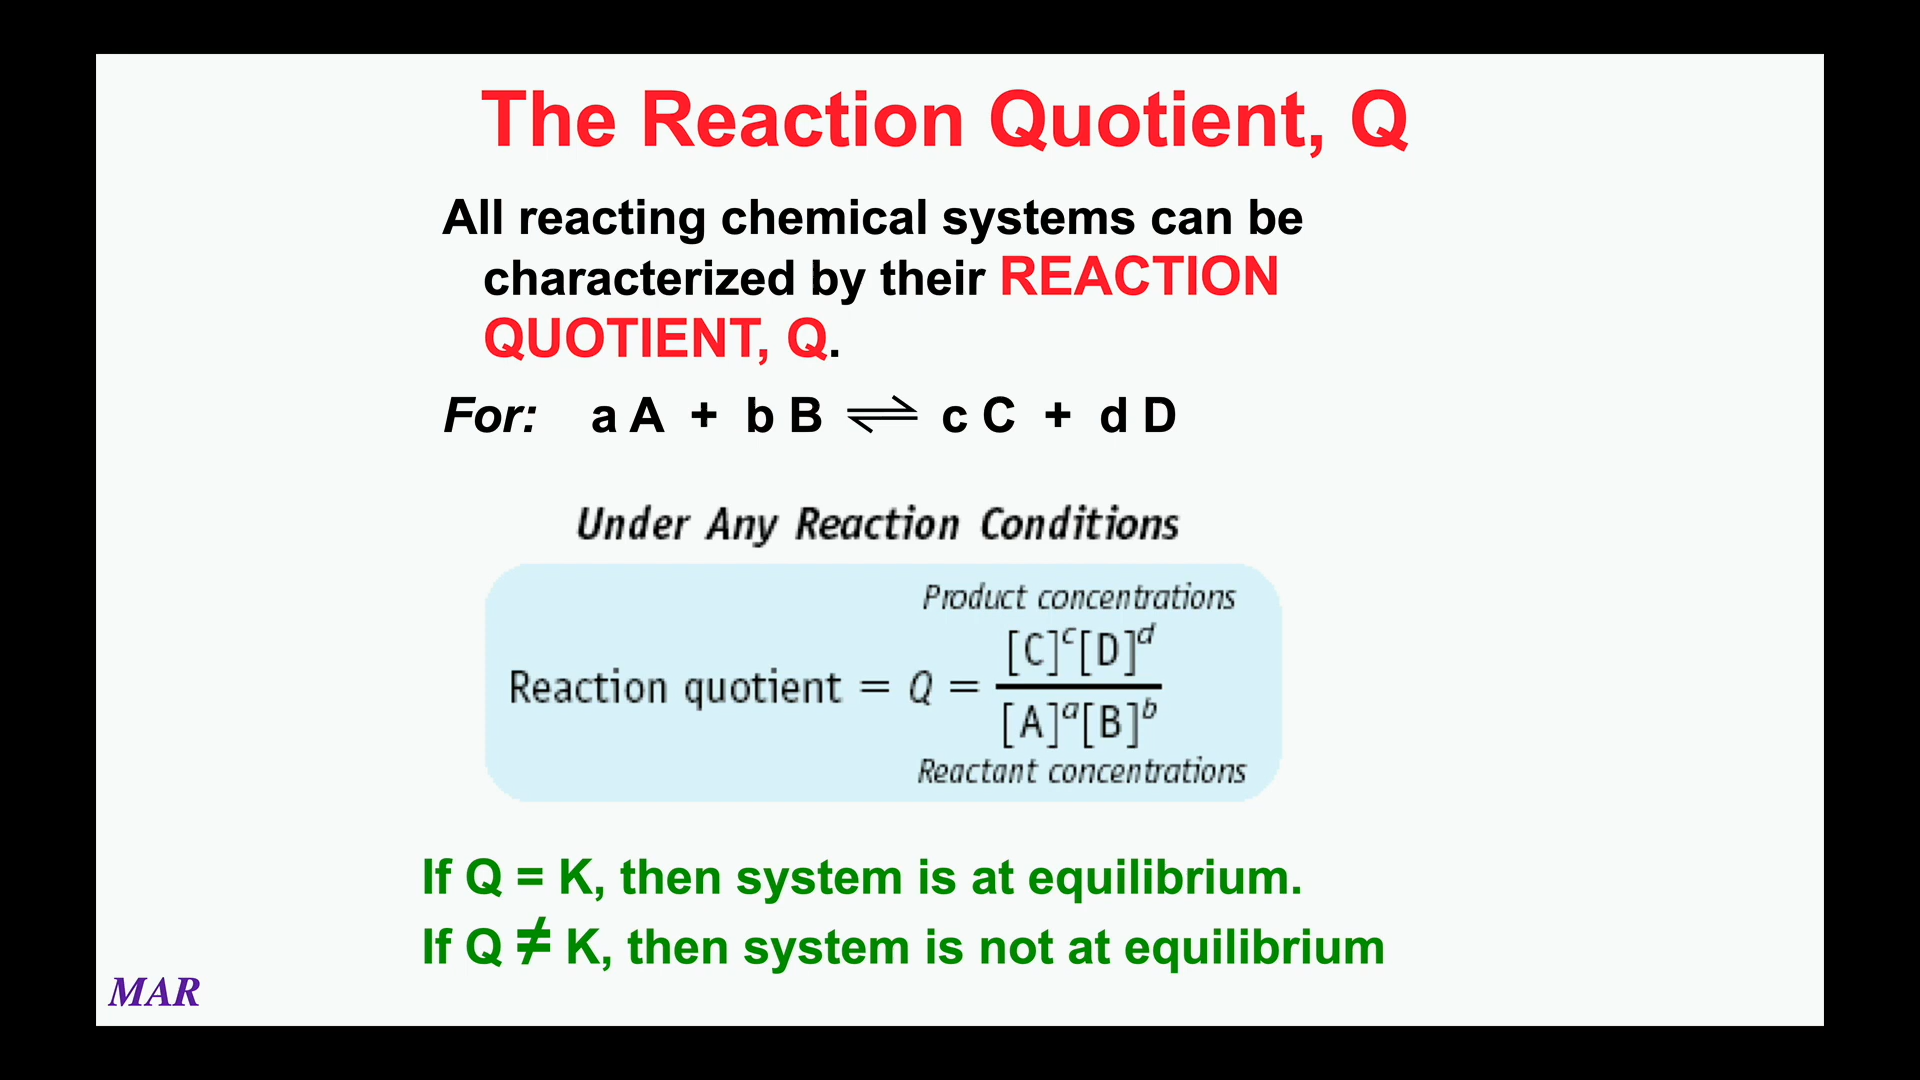 The Reaction Quotient, Q
All reacting chemical systems can be
characterized by their REACTION
QUOTIENT, Q.
For: a A + b B ⇌ c C + d D
Under Any Reaction Conditions
Product concentrations
Reaction quotient = Q = [C]^c[D]^d / [A]^a[B]^b
Reactant concentrations
If Q = K, then system is at equilibrium.
If Q ≠ K, then system is not at equilibrium
MAR